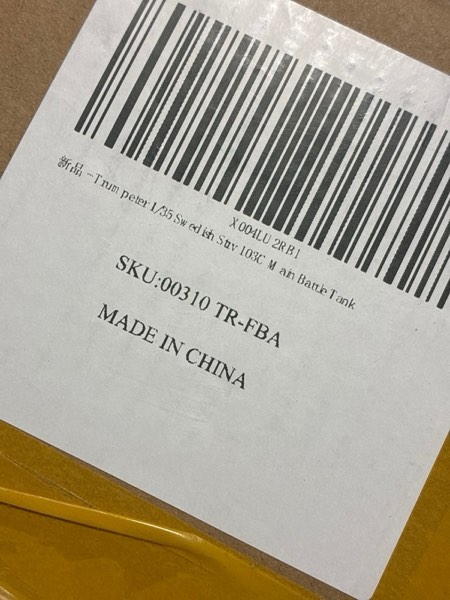 X004LU2RB1
新品 - Trumpeter 1/35 Swedish Strv 103C Main Battle Tank
SKU:00310 TR-FBA
MADE IN CHINA